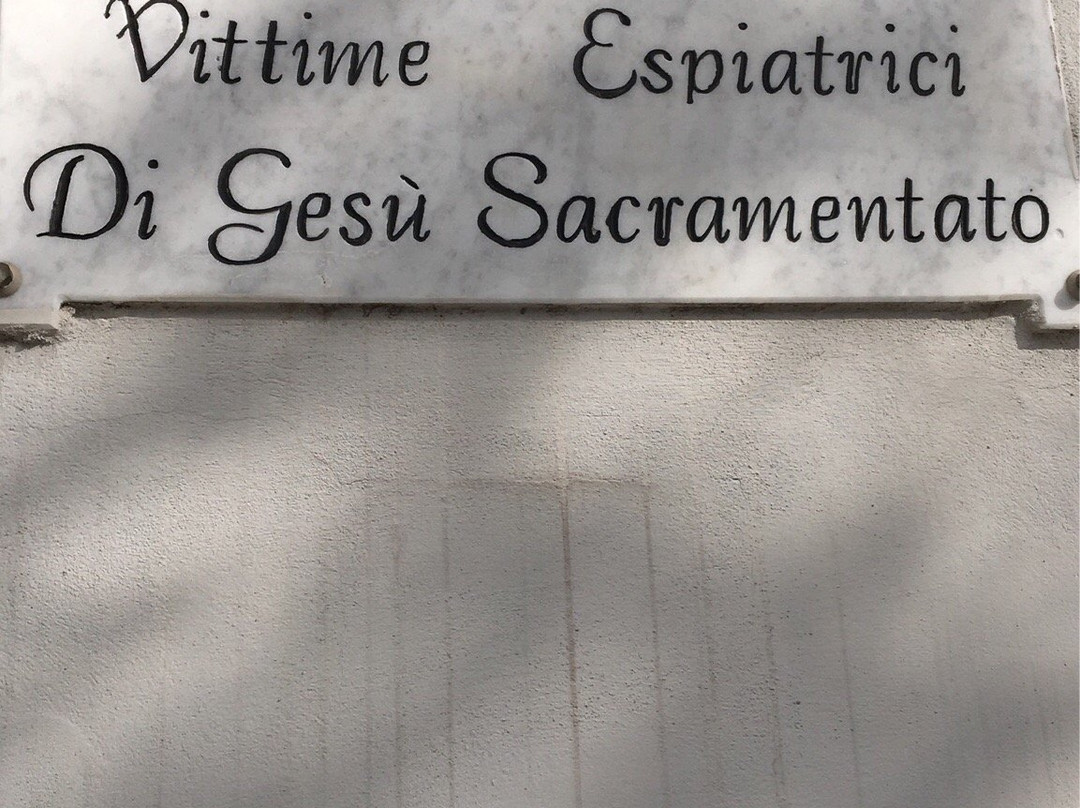 Vittime Espiatrici
Di Gesù Sacramentato